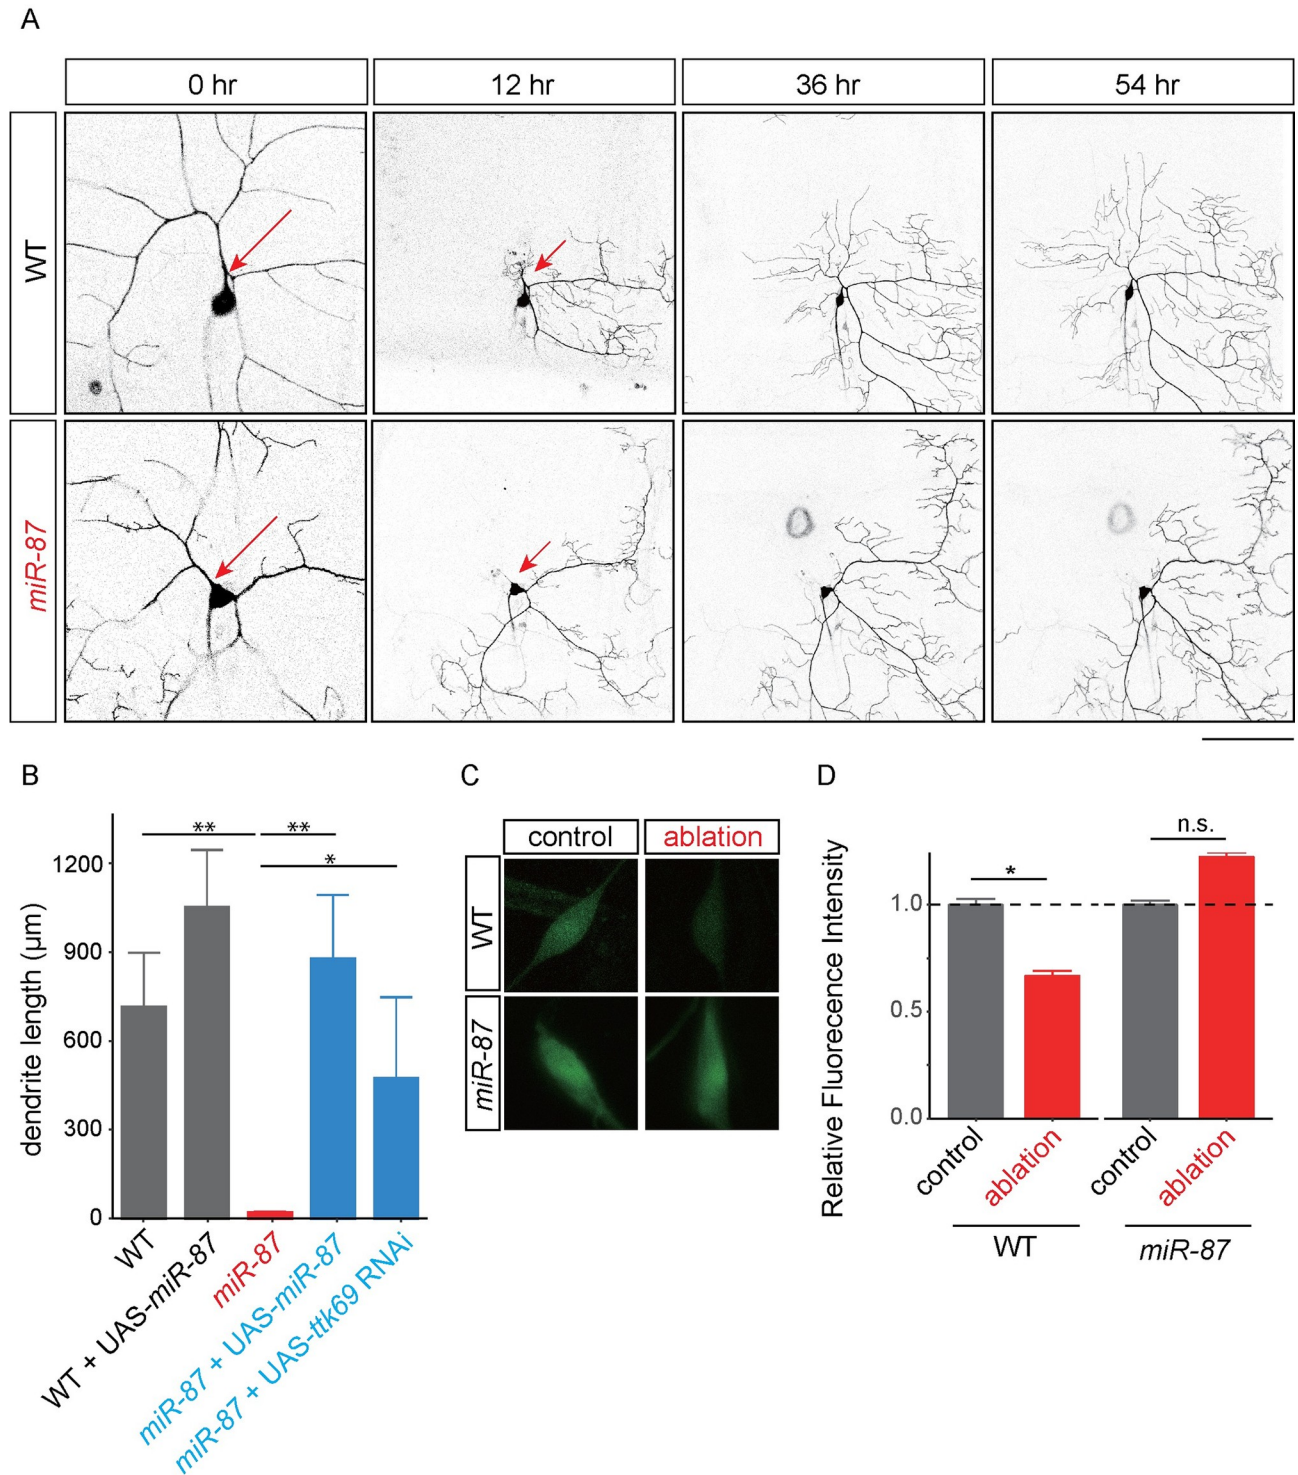 A
0 hr
12 hr
36 hr
54 hr
WT
miR-87
B
dendrite length (μm)
1200
900
600
300
0
**
**
*
WT
WT + UAS-miR-87
miR-87
miR-87 + UAS-miR-87
miR-87 + UAS-ttk69 RNAi
C
control
ablation
WT
miR-87
D
Relative Fluorecence Intensity
1.0
0.5
0.0
*
n.s.
control
ablation
control
ablation
WT
miR-87